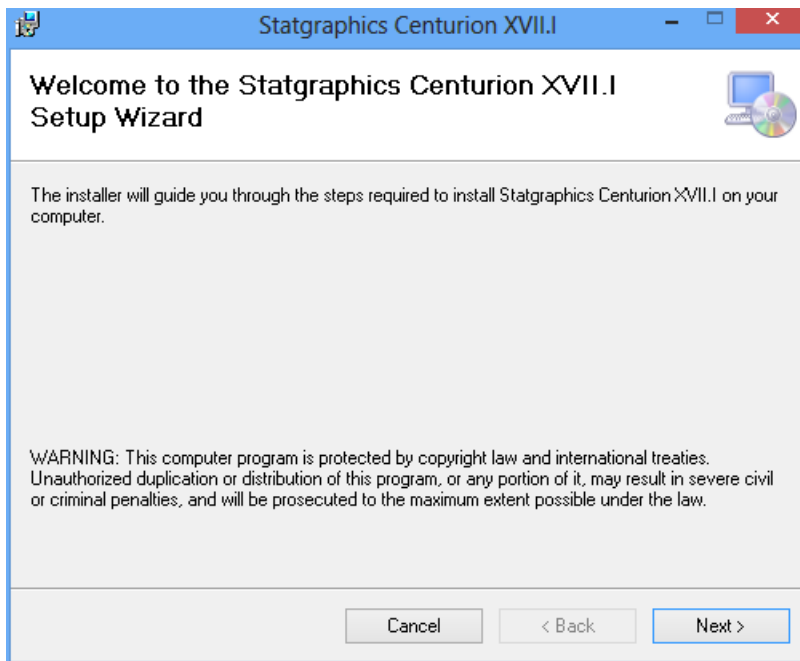 Statgraphics Centurion XVII.I
Welcome to the Statgraphics Centurion XVII.I
Setup Wizard
The installer will guide you through the steps required to install Statgraphics Centurion XVII.I on your
computer.
WARNING: This computer program is protected by copyright law and international treaties.
Unauthorized duplication or distribution of this program, or any portion of it, may result in severe civil
or criminal penalties, and will be prosecuted to the maximum extent possible under the law.
Cancel
< Back
Next >